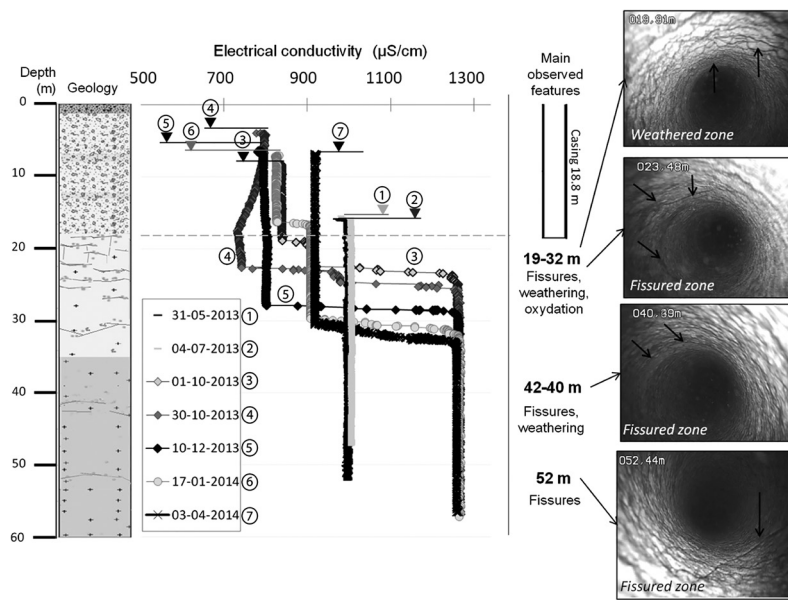 Electrical conductivity (µS/cm)
Depth
(m)
Geology
500
700
900
1100
1300
0
10
20
30
40
50
60
④
⑤
⑥
③
⑦
①
②
③
④
⑤
31-05-2013 ①
04-07-2013 ②
01-10-2013 ③
30-10-2013 ④
10-12-2013 ⑤
17-01-2014 ⑥
03-04-2014 ⑦
Main
observed
features
Casing 18.8 m
19-32 m
Fissures,
weathering,
oxydation
42-40 m
Fissures,
weathering
52 m
Fissures
019.91m
Weathered zone
023.48m
Fissured zone
040.39m
Fissured zone
052.44m
Fissured zone